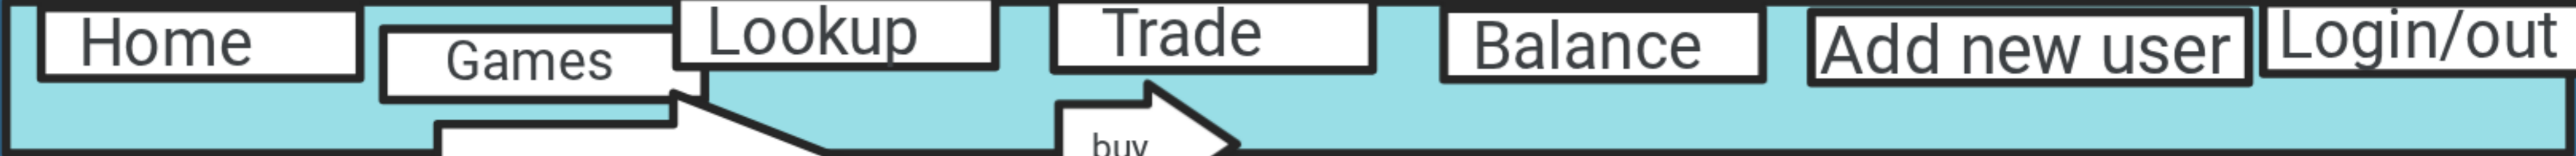 Home
Games
Lookup
Trade
Balance
Add new user
Login/out
buy